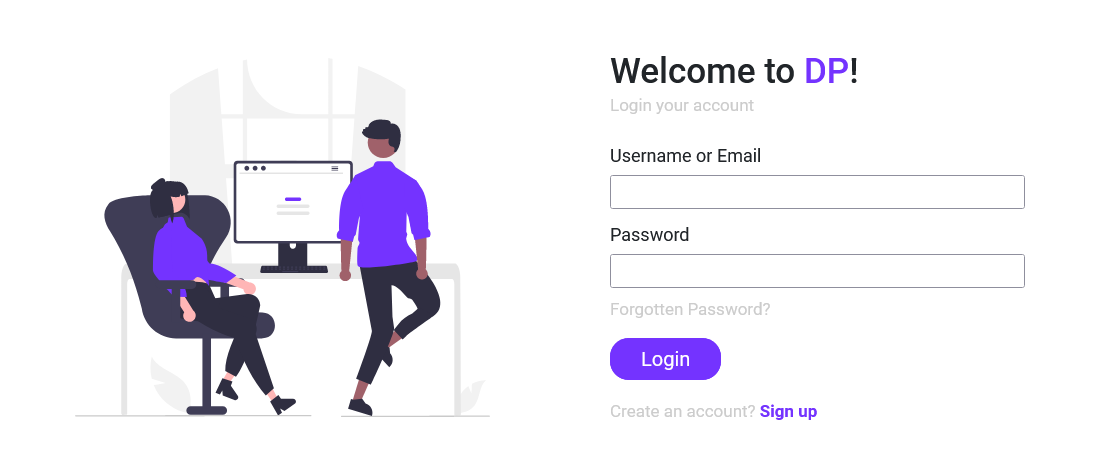 Welcome to DP!
Login your account
Username or Email
Password
Forgotten Password?
Login
Create an account? Sign up